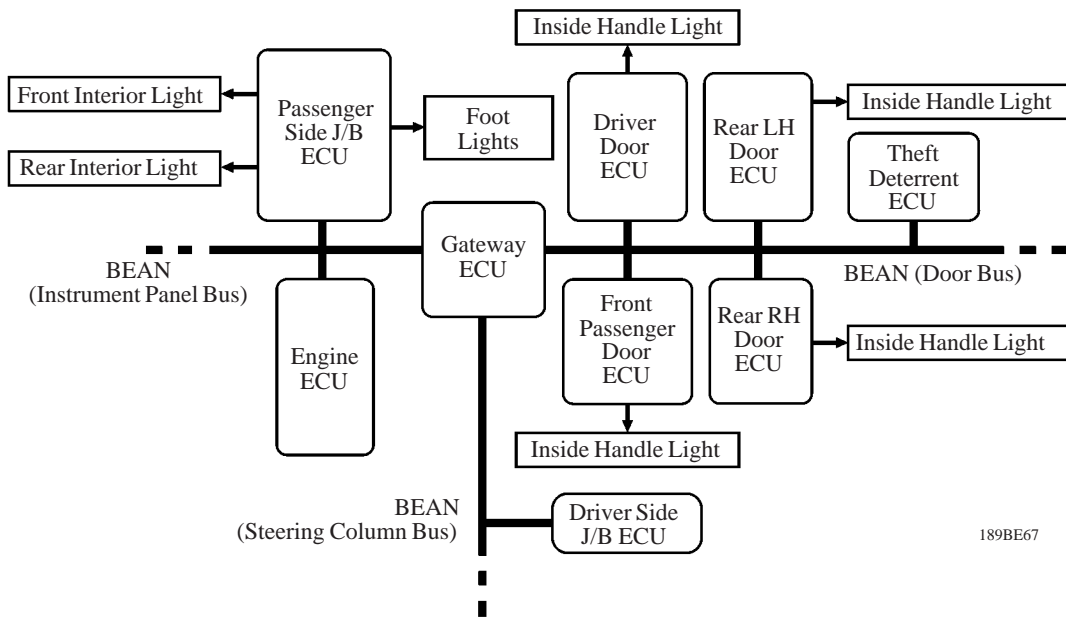 Inside Handle Light
Front Interior Light
Rear Interior Light
Passenger
Side J/B
ECU
Foot
Lights
Driver
Door
ECU
Rear LH
Door
ECU
Inside Handle Light
Theft
Deterrent
ECU
Gateway
ECU
BEAN
(Instrument Panel Bus)
BEAN (Door Bus)
Engine
ECU
Front
Passenger
Door
ECU
Rear RH
Door
ECU
Inside Handle Light
Inside Handle Light
BEAN
(Steering Column Bus)
Driver Side
J/B ECU
189BE67